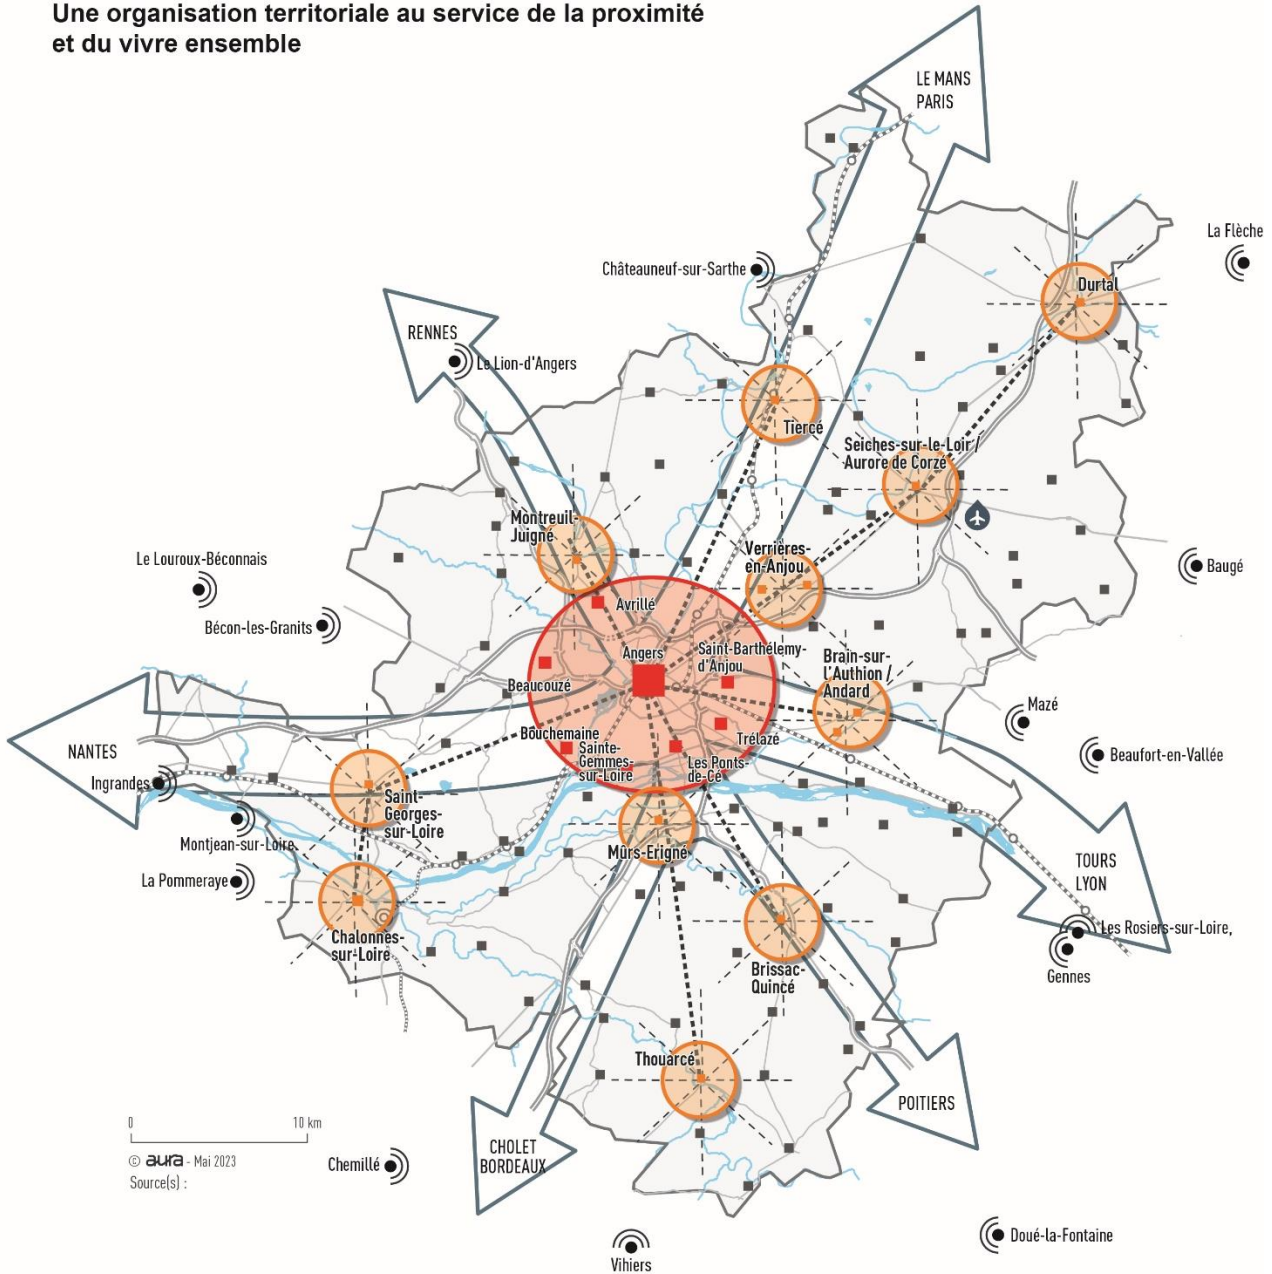 Une organisation territoriale au service de la proximité
et du vivre ensemble
LE MANS
PARIS
La Flèche
Châteauneuf-sur-Sarthe
Durtal
RENNES
Le Lion-d'Angers
Tiercé
Seiches-sur-le-Loir /
Aurore de Corzé
Montreuil-
Juigné
Verrières-
en-Anjou
Le Louroux-Béconnais
Baugé
Bécon-les-Granits
Avrillé
Angers
Saint-Barthélemy-
d'Anjou
Brain-sur-
L'Authion /
Andard
Beaucouzé
Mazé
Bouchemaine
Trélazé
Sainte-
Gemmes-
sur-Loire
Les Ponts-
de-Cé
NANTES
Beaufort-en-Vallée
Ingrandes
Saint-
Georges-
sur-Loire
Montjean-sur-Loire
Mûrs-Erigné
TOURS
LYON
La Pommeraye
Les Rosiers-sur-Loire,
Chalonnes-
sur-Loire
Brissac-
Quincé
Gennes
Thouarcé
POITIERS
0 10 km
CHOLET
BORDEAUX
© aura - Mai 2023
Source(s) :
Chemillé
Doué-la-Fontaine
Vihiers